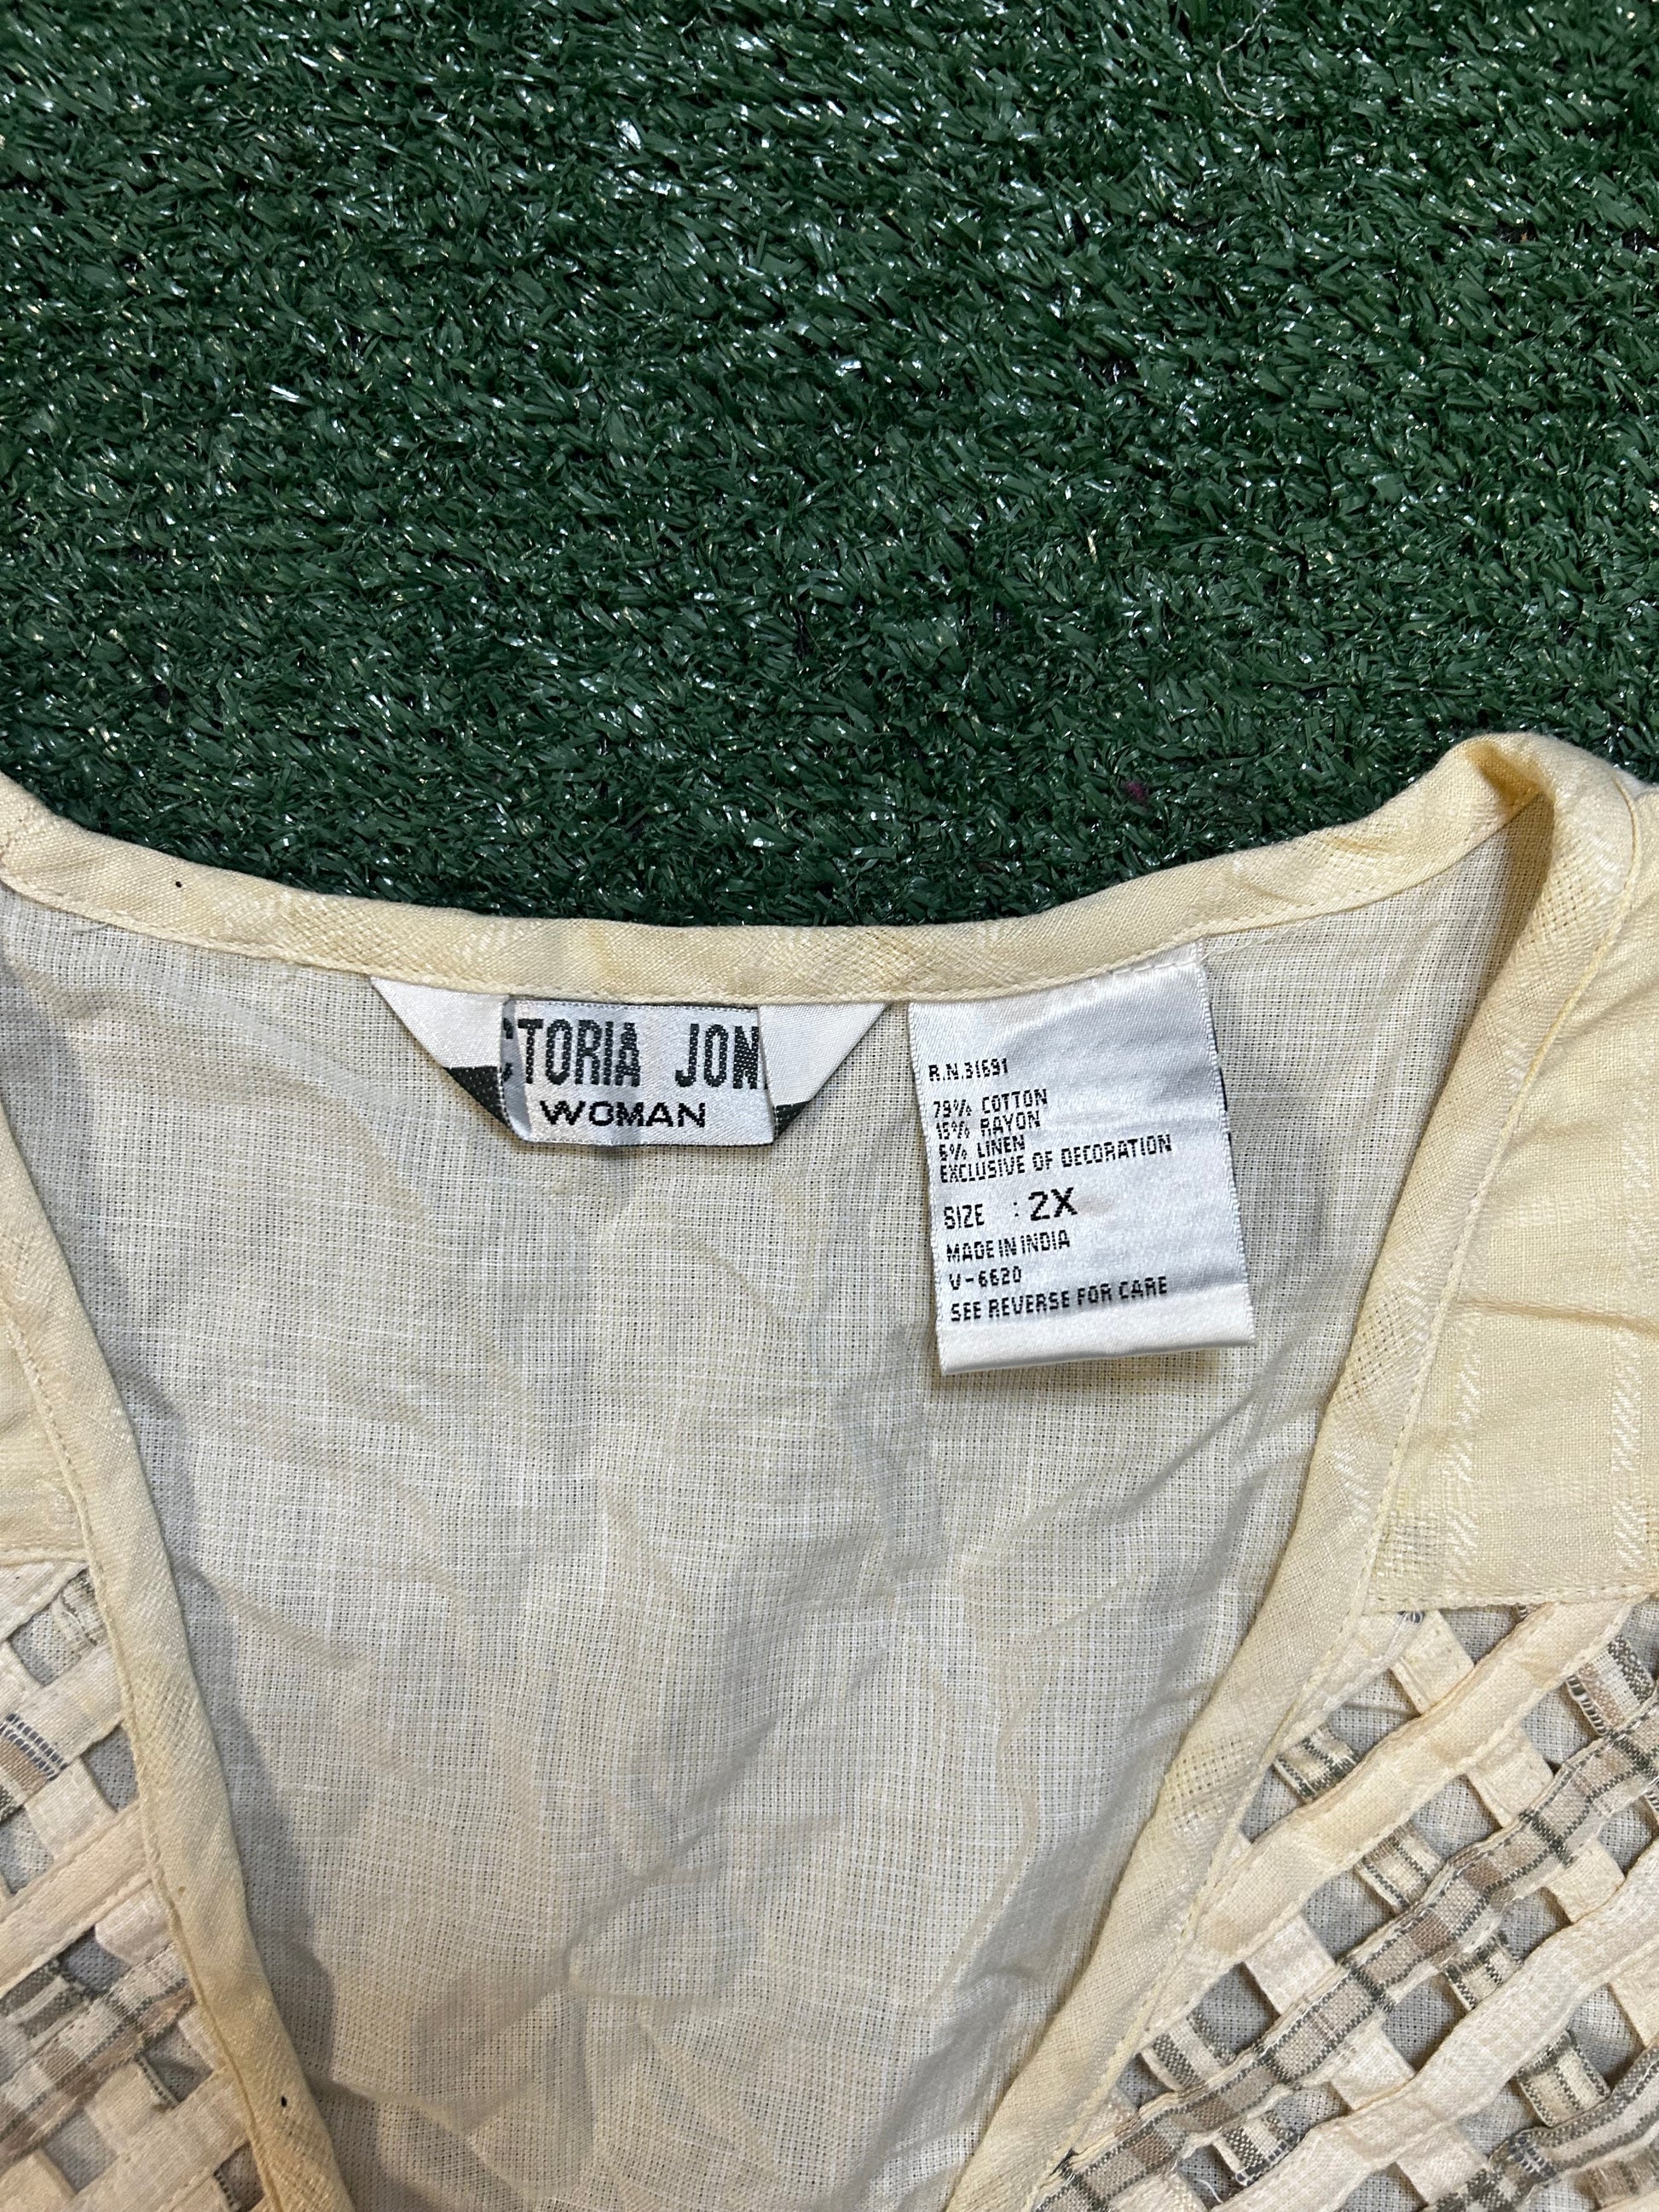 CTORIA JON
WOMAN
R.N.31691
79% COTTON
15% RAYON
6% LINEN
EXCLUSIVE OF DECORATION
SIZE : 2X
MADE IN INDIA
V-6620
SEE REVERSE FOR CARE